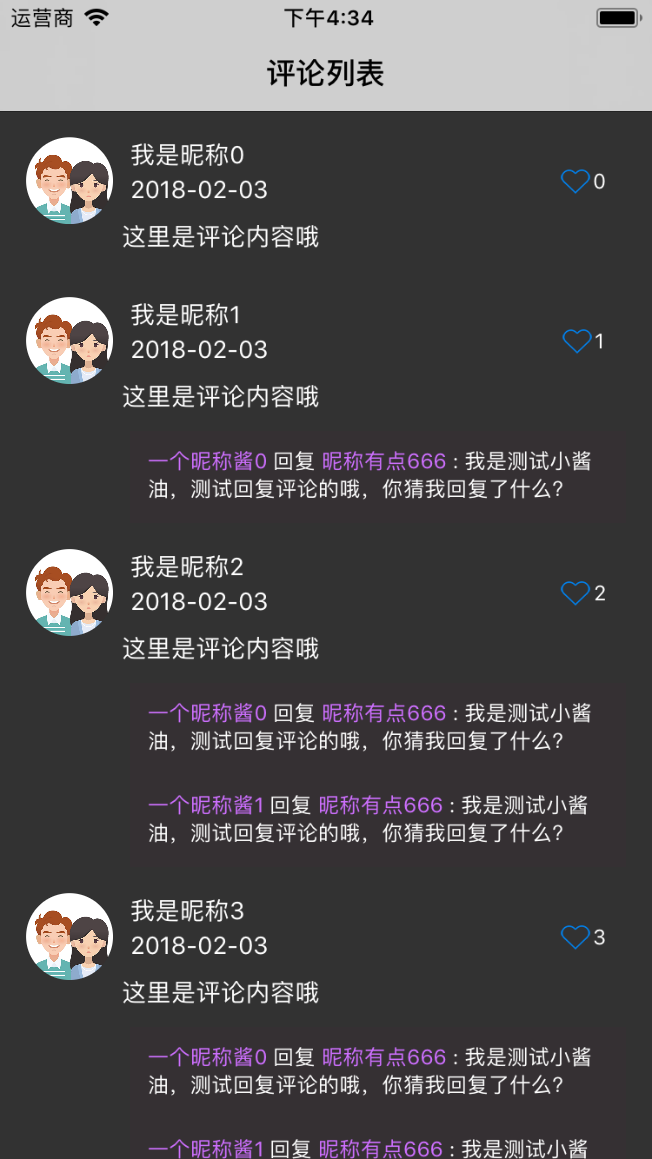 运营商 下午4:34
评论列表
我是昵称0
2018-02-03
0
这里是评论内容哦
我是昵称1
2018-02-03
1
这里是评论内容哦
一个昵称酱0 回复 昵称有点666 : 我是测试小酱
油，测试回复评论的哦，你猜我回复了什么?
我是昵称2
2018-02-03
2
这里是评论内容哦
一个昵称酱0 回复 昵称有点666 : 我是测试小酱
油，测试回复评论的哦，你猜我回复了什么?
一个昵称酱1 回复 昵称有点666 : 我是测试小酱
油，测试回复评论的哦，你猜我回复了什么?
我是昵称3
2018-02-03
3
这里是评论内容哦
一个昵称酱0 回复 昵称有点666 : 我是测试小酱
油，测试回复评论的哦，你猜我回复了什么?
一个昵称酱1 回复 昵称有点666 : 我是测试小酱